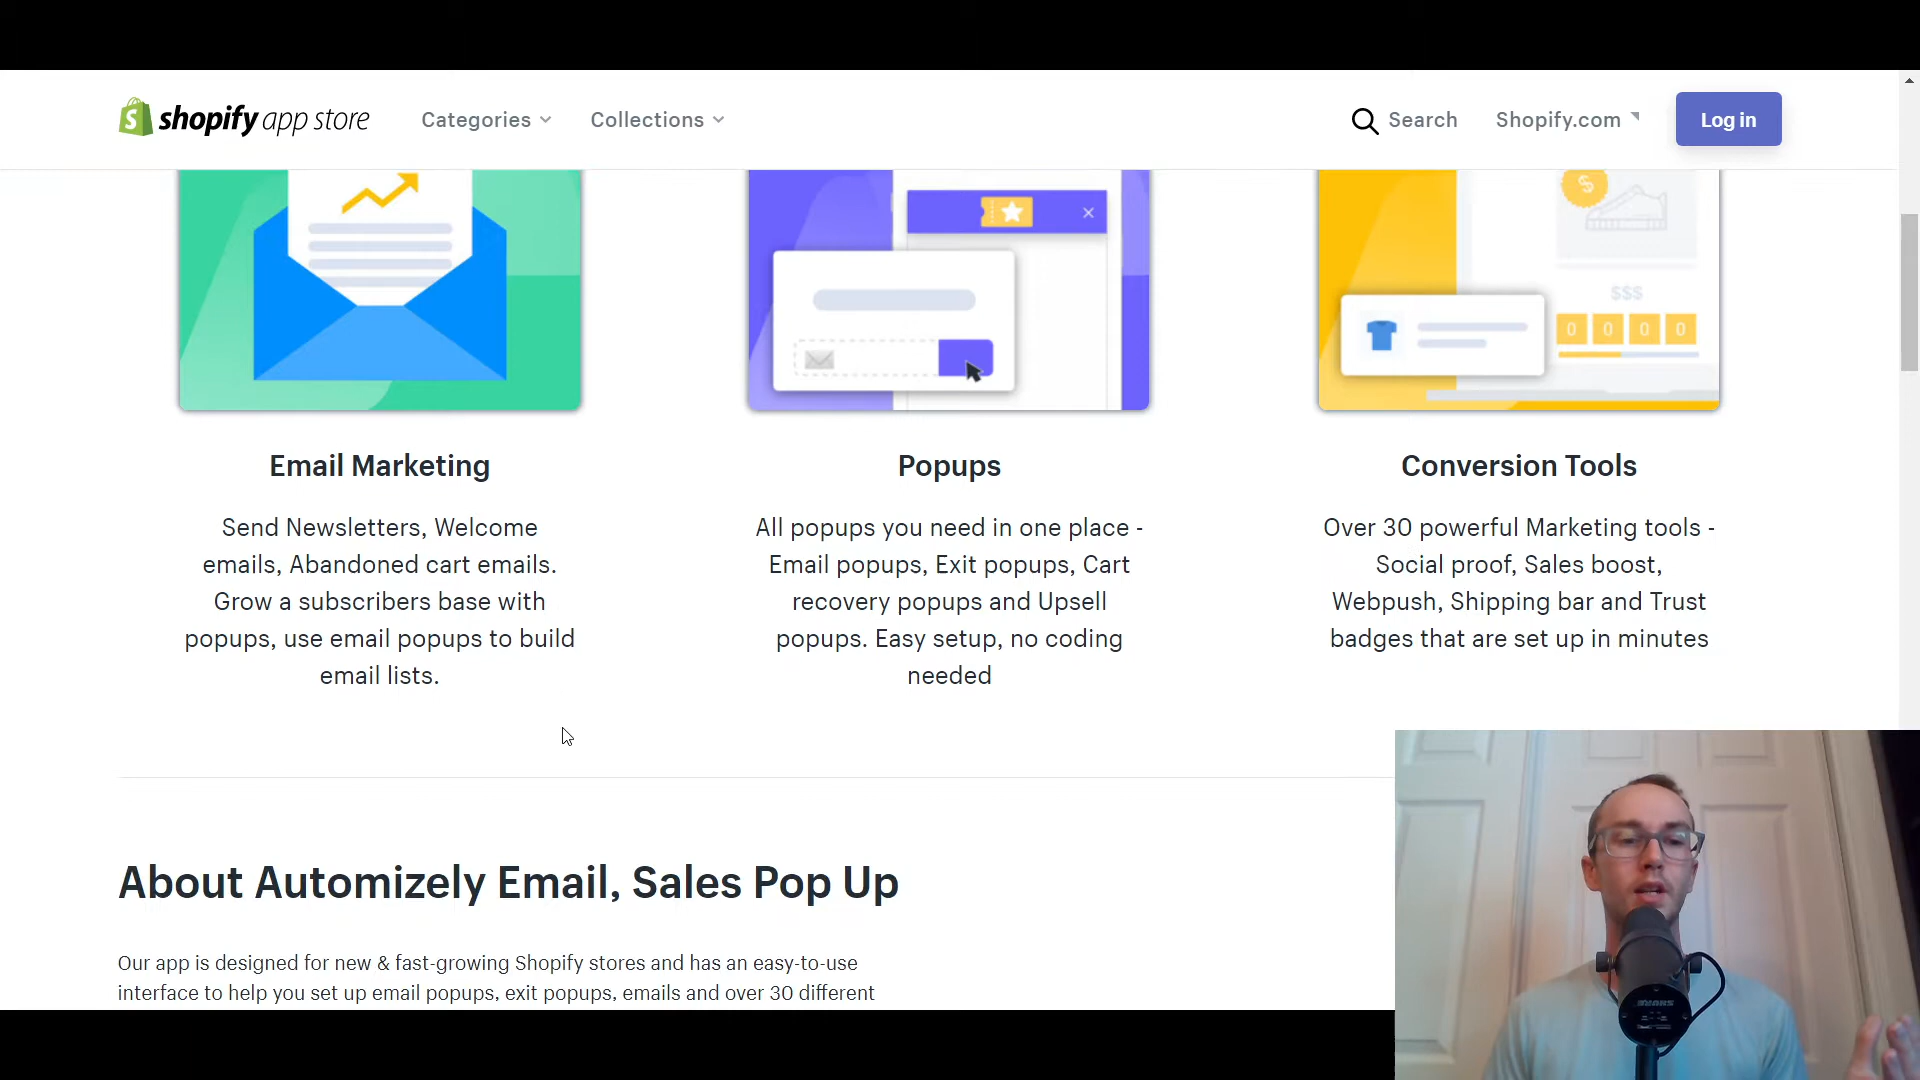 shopify app store
Categories
Collections
Search
Shopify.com
Log in
$
$$$
0 0 0 0
Email Marketing
Send Newsletters, Welcome
emails, Abandoned cart emails.
Grow a subscribers base with
popups, use email popups to build
email lists.
Popups
All popups you need in one place -
Email popups, Exit popups, Cart
recovery popups and Upsell
popups. Easy setup, no coding
needed
Conversion Tools
Over 30 powerful Marketing tools -
Social proof, Sales boost,
Webpush, Shipping bar and Trust
badges that are set up in minutes
About Automizely Email, Sales Pop Up
Our app is designed for new & fast-growing Shopify stores and has an easy-to-use
interface to help you set up email popups, exit popups, emails and over 30 different